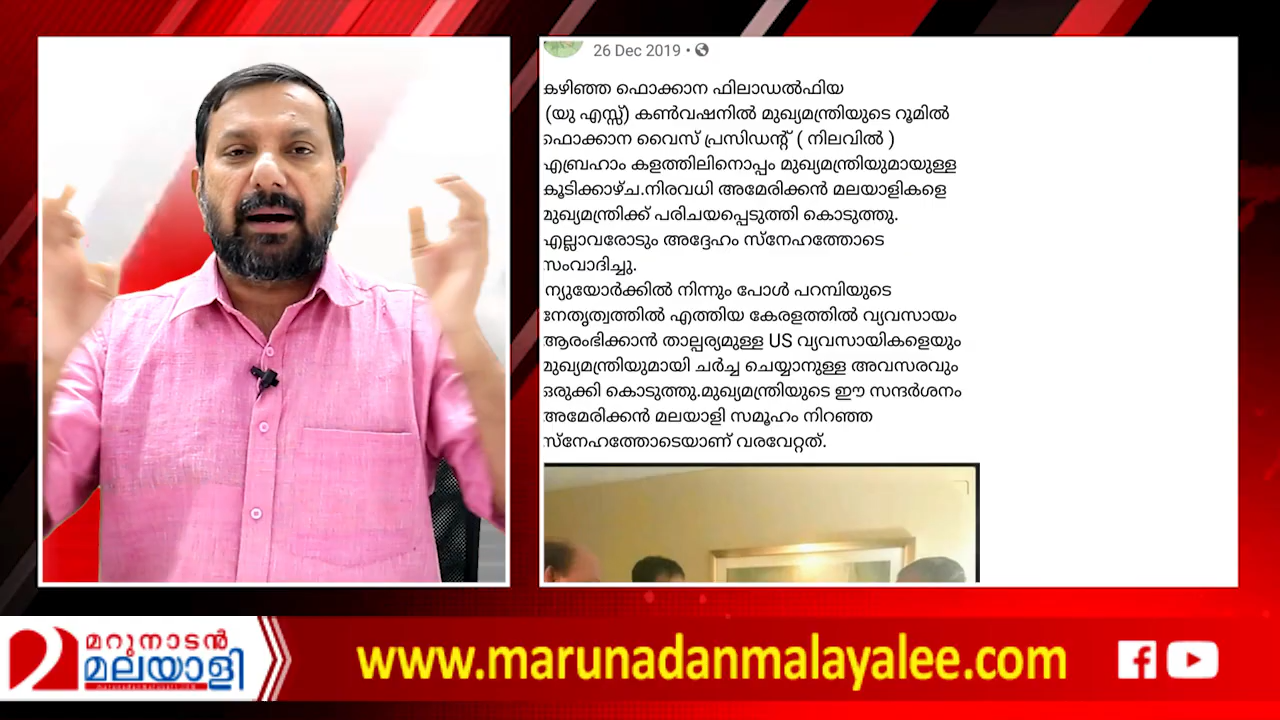 26 Dec 2019 •
കഴിഞ്ഞ ഫൊക്കാന ഫിലാഡൽഫിയ
(യു എസ്സ്) കൺവഷനിൽ മുഖ്യമന്ത്രിയുടെ റൂമിൽ
ഫൊക്കാന വൈസ് പ്രസിഡന്റ് ( നിലവിൽ )
എബ്രഹാം കളത്തിലിനൊപ്പം മുഖ്യമന്ത്രിയുമായുള്ള
കൂടിക്കാഴ്ച.നിരവധി അമേരിക്കൻ മലയാളികളെ
മുഖ്യമന്ത്രിക്ക് പരിചയപ്പെടുത്തി കൊടുത്തു.
എല്ലാവരോടും അദ്ദേഹം സ്നേഹത്തോടെ
സംവാദിച്ചു.
ന്യുയോർക്കിൽ നിന്നും പോൾ പറമ്പിയുടെ
നേതൃത്വത്തിൽ എത്തിയ കേരളത്തിൽ വ്യവസായം
ആരംഭിക്കാൻ താല്പര്യമുള്ള US വ്യവസായികളെയും
മുഖ്യമന്ത്രിയുമായി ചർച്ച ചെയ്യാനുള്ള അവസരവും
ഒരുക്കി കൊടുത്തു.മുഖ്യമന്ത്രിയുടെ ഈ സന്ദർശനം
അമേരിക്കൻ മലയാളി സമൂഹം നിറഞ്ഞ
സ്നേഹത്തോടെയാണ് വരവേറ്റത്.
മറുനാടൻ
മലയാളി
www.marunadanmalayalee.com